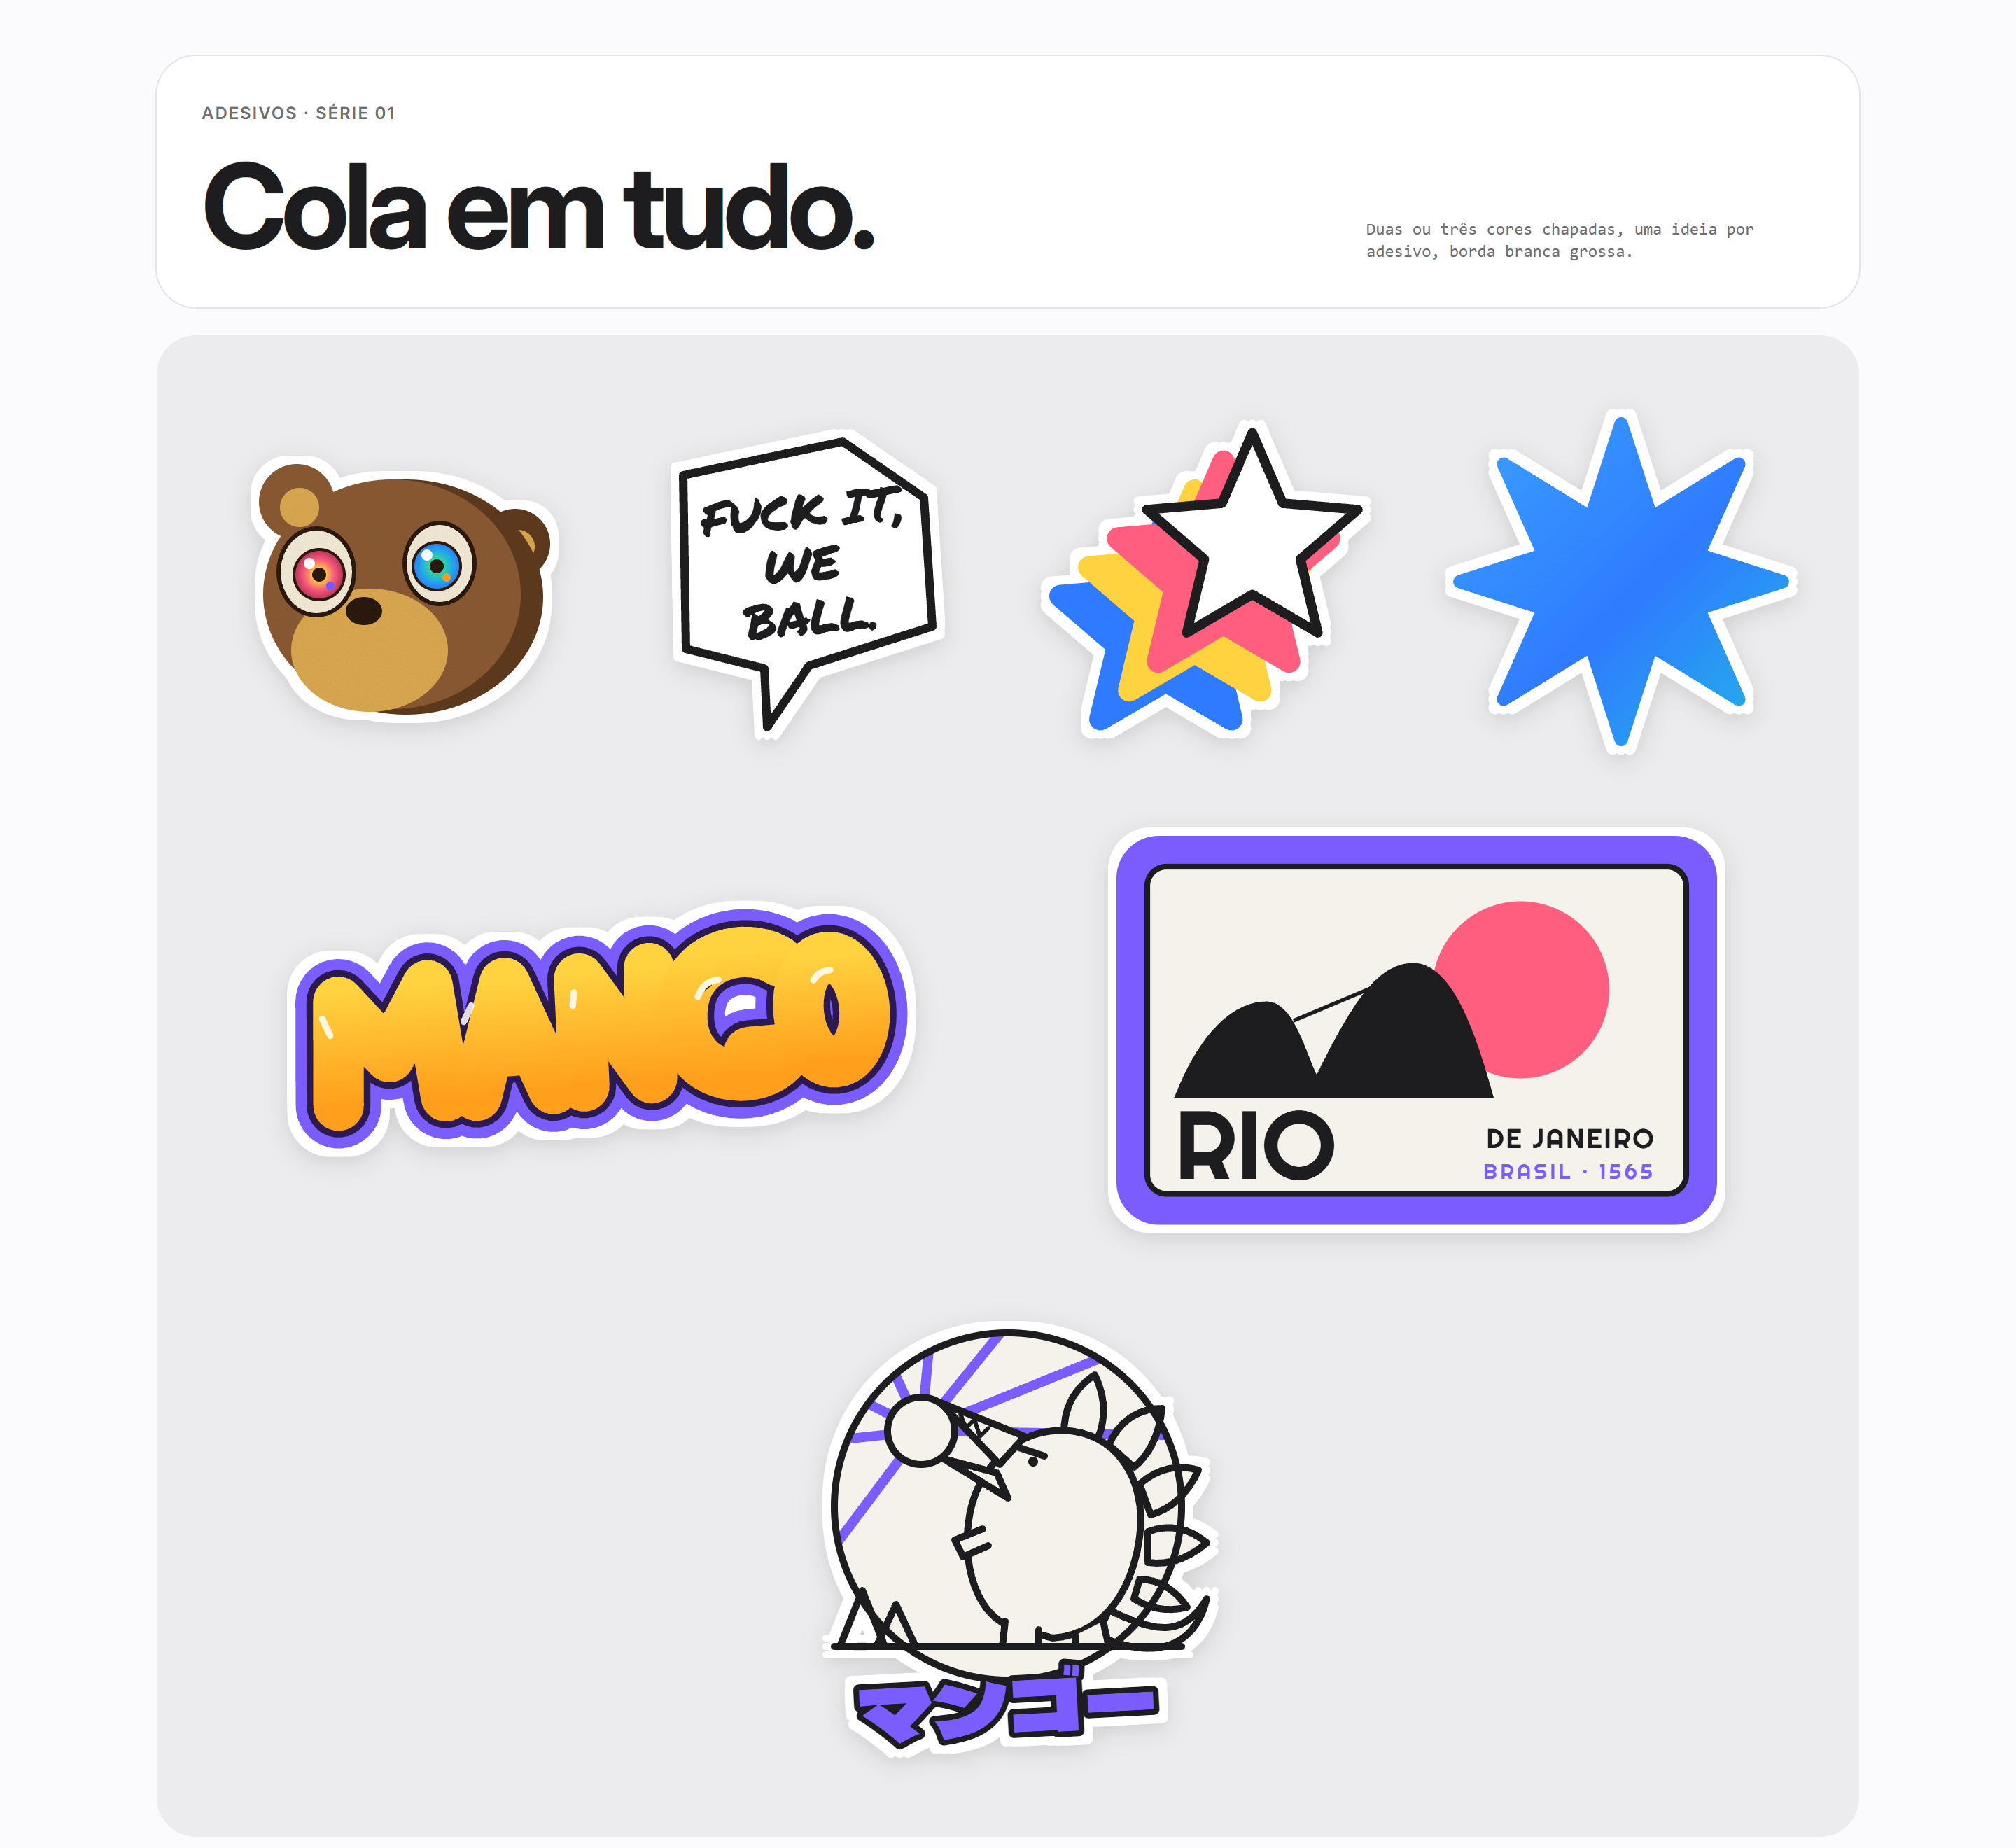 ADESIVOS · SÉRIE 01
Cola em tudo.
Duas ou três cores chapadas, uma ideia por
adesivo, borda branca grossa.
FUCK IT,
WE
BALL.
MANGO
RIO
DE JANEIRO
BRASIL · 1565
マンゴー